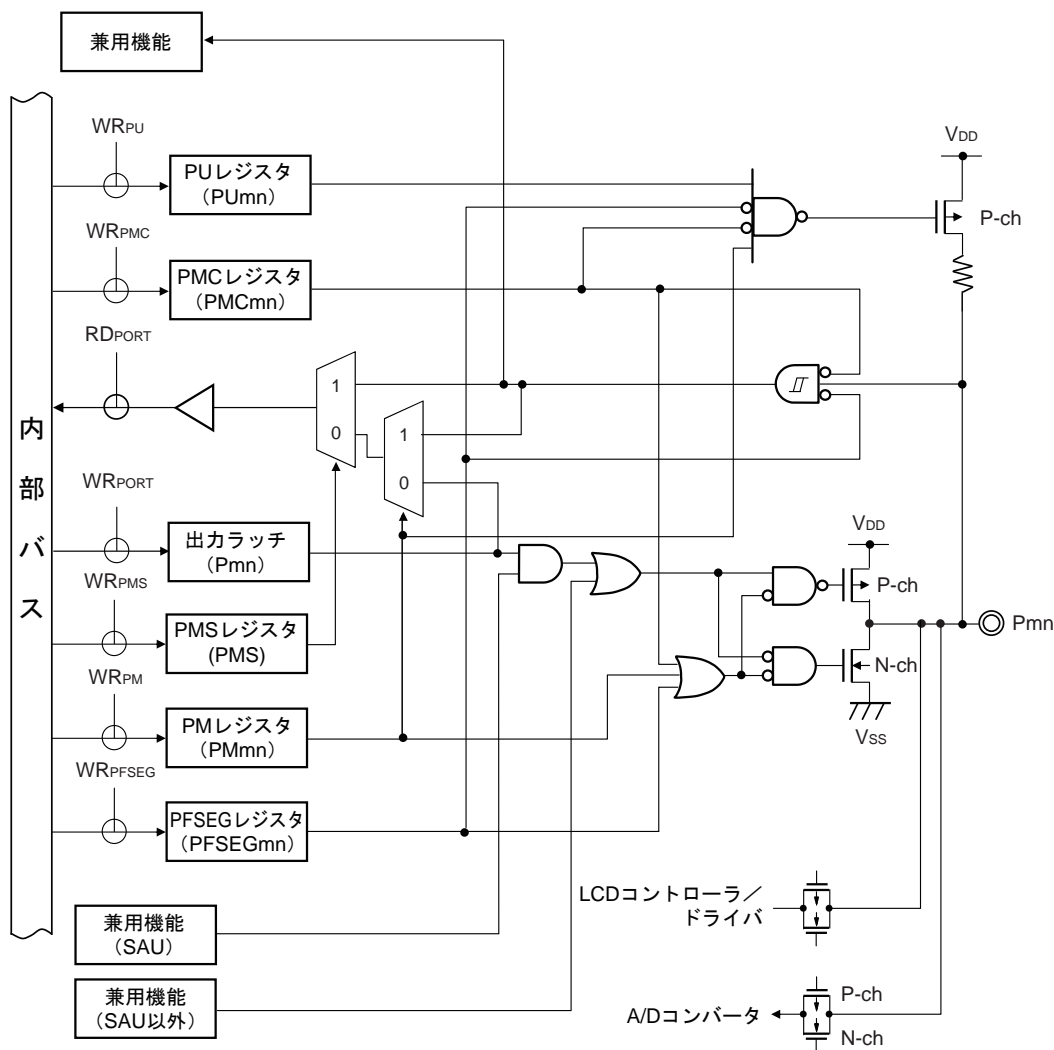 兼用機能
WRPU
PUレジスタ
（PUmn）
VDD
P-ch
WRPMC
PMCレジスタ
（PMCmn）
RDPORT
1
0
1
0
内部バス
WRPORT
出力ラッチ
（Pmn）
VDD
P-ch
WRPMS
PMSレジスタ
(PMS)
Pmn
N-ch
WRPM
PMレジスタ
（PMmn）
VSS
WRPFSEG
PFSEGレジスタ
（PFSEGmn）
LCDコントローラ／
ドライバ
兼用機能
（SAU）
兼用機能
（SAU以外）
P-ch
A/Dコンバータ
N-ch